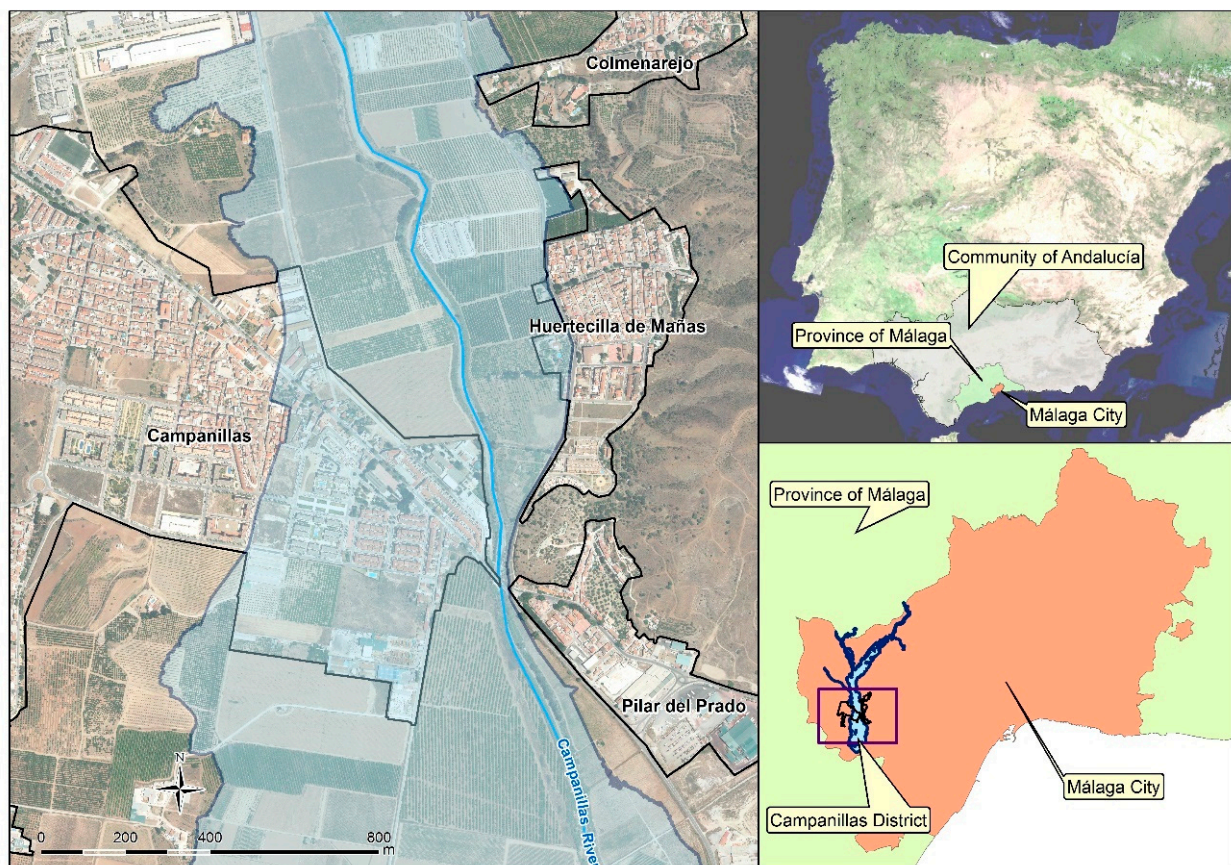 Colmenarejo
Huertecilla de Mañas
Campanillas
Pilar del Prado
Campanillas River
N
0 200 400 800
m
Community of Andalucía
Province of Málaga
Málaga City
Province of Málaga
Málaga City
Campanillas District